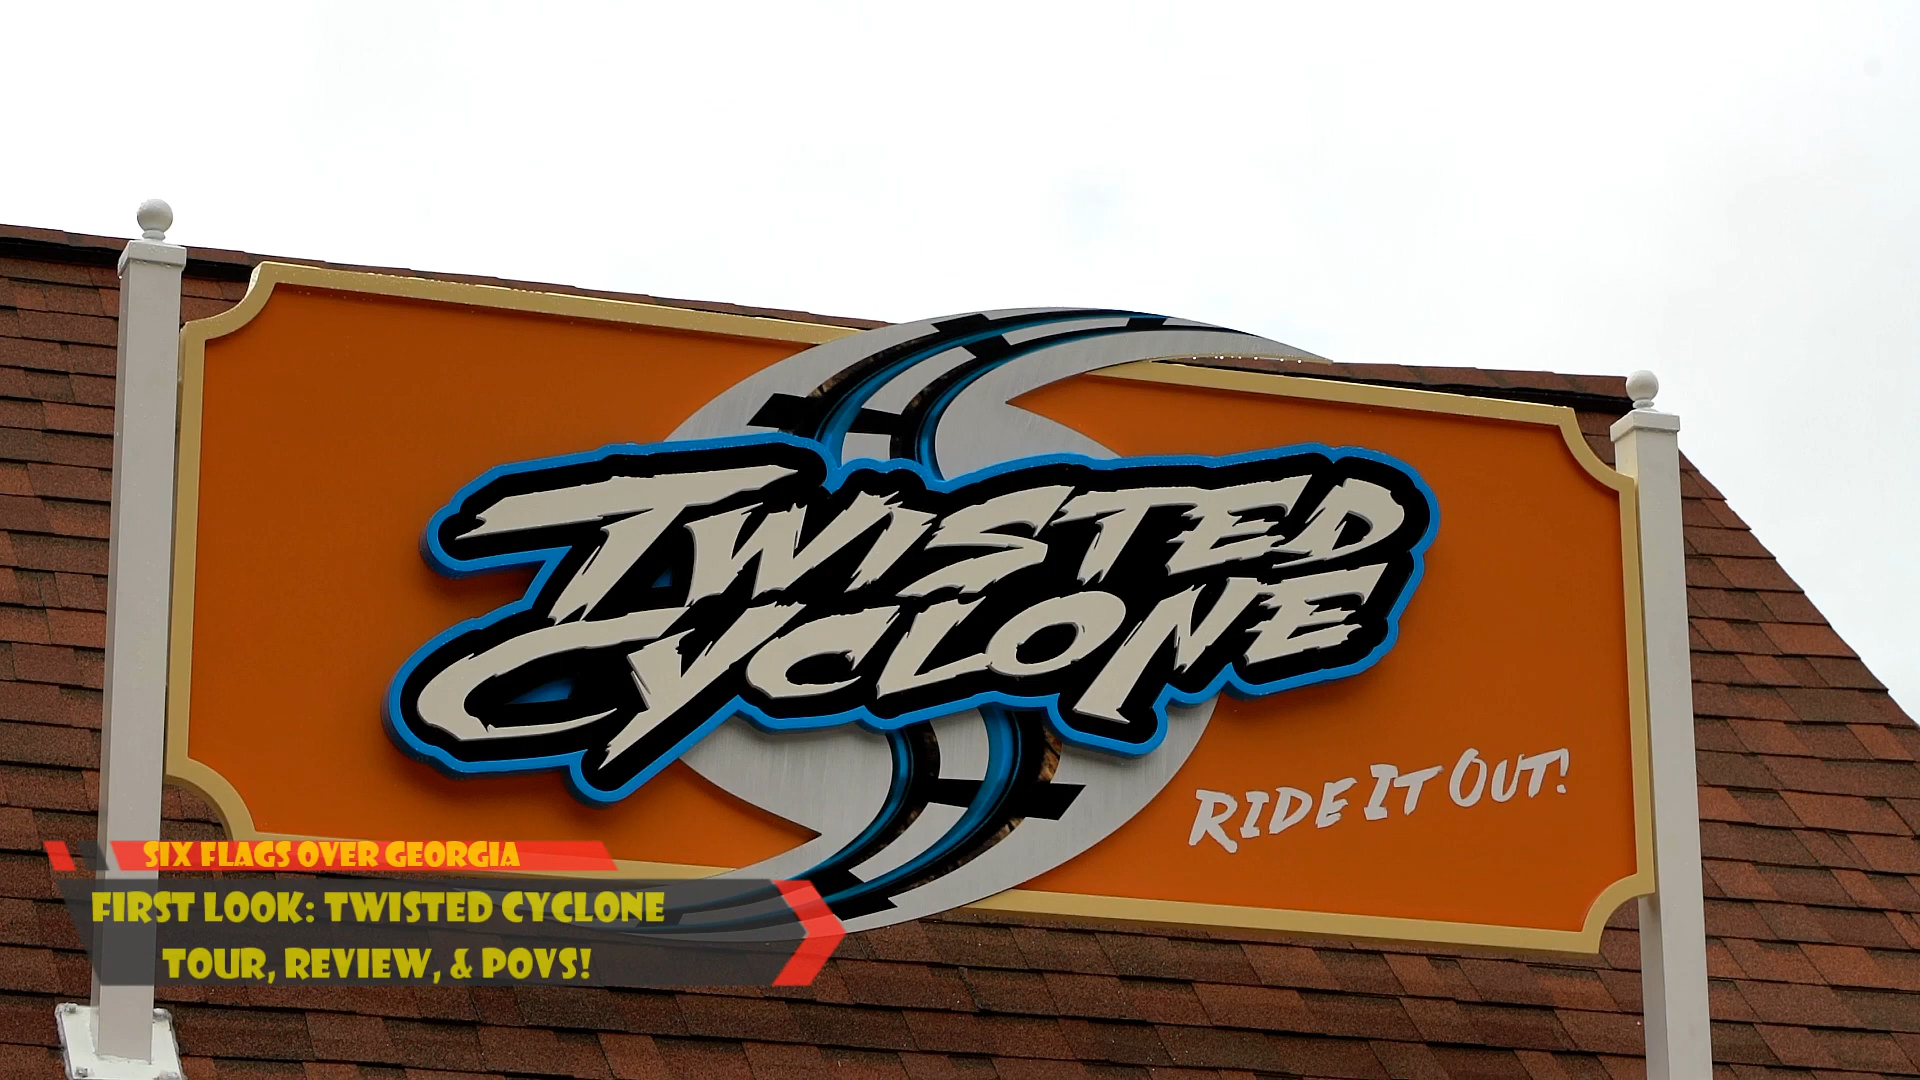 TWISTED
CYCLONE
RIDE IT OUT!
SIX FLAGS OVER GEORGIA
FIRST LOOK: TWISTED CYCLONE
TOUR, REVIEW, & POVS!